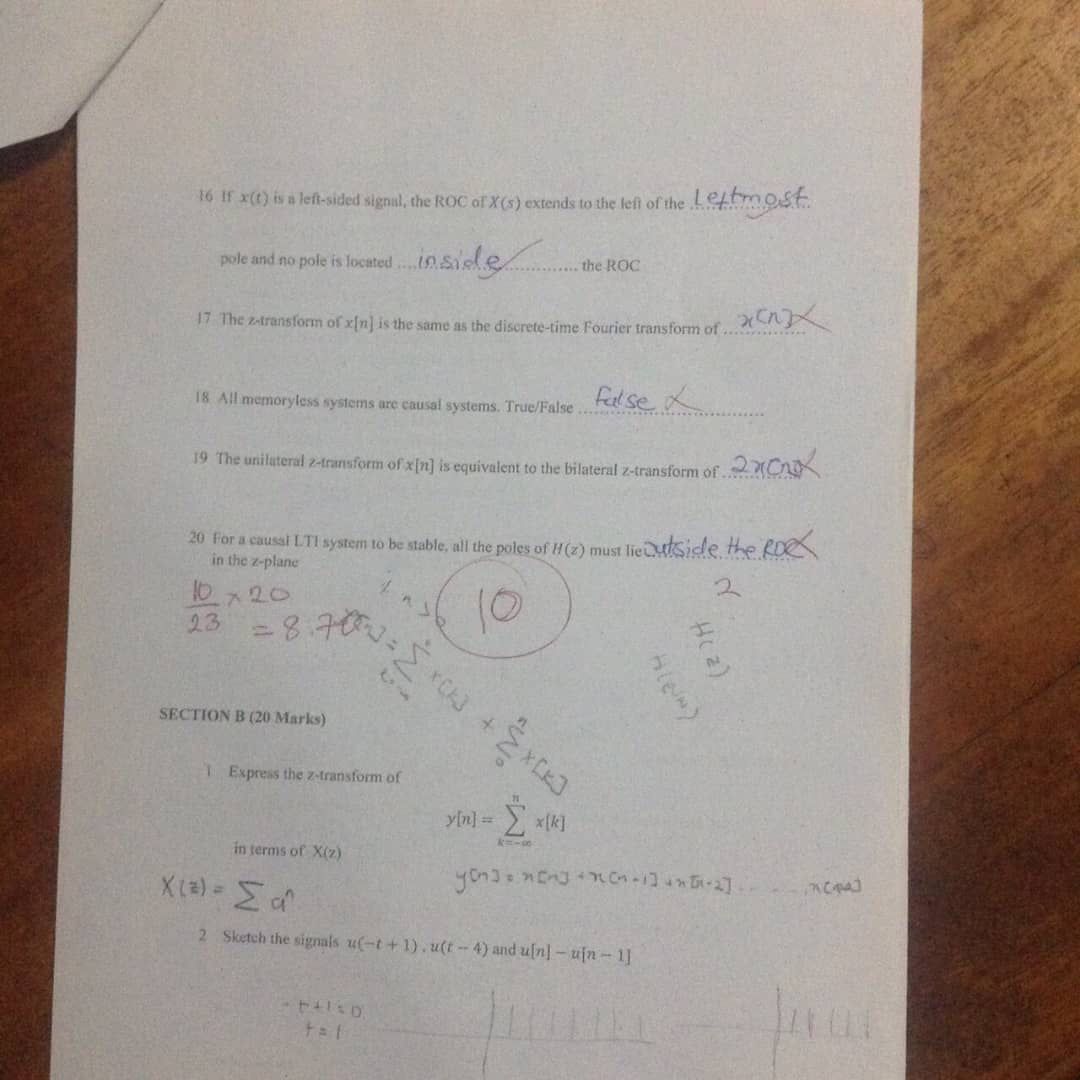 16 If x(t) is a left-sided signal, the ROC of X(s) extends to the left of the Leftmost
pole and no pole is located ....inside.............. the ROC
17 The z-transform of x[n] is the same as the discrete-time Fourier transform of x[n]
18 All memoryless systems are causal systems. True/False ....False....................
19 The unilateral z-transform of x[n] is equivalent to the bilateral z-transform of ..2x[n]
20 For a causal LTI system to be stable, all the poles of H(z) must lie outside the ROC
in the z-plane
10/23 × 20
= 8.70
10
2
H(z)
SECTION B (20 Marks)
1 Express the z-transform of
y[n] = n ∑ k=-∞ x[k]
in terms of X(z)
y[n] = x[n] + x[n-1] + x[n-2]
X(z) = ∑ aⁿ
2 Sketch the signals u(-t + 1), u(t - 4) and u[n] - u[n - 1]
-t+1=0
t=1